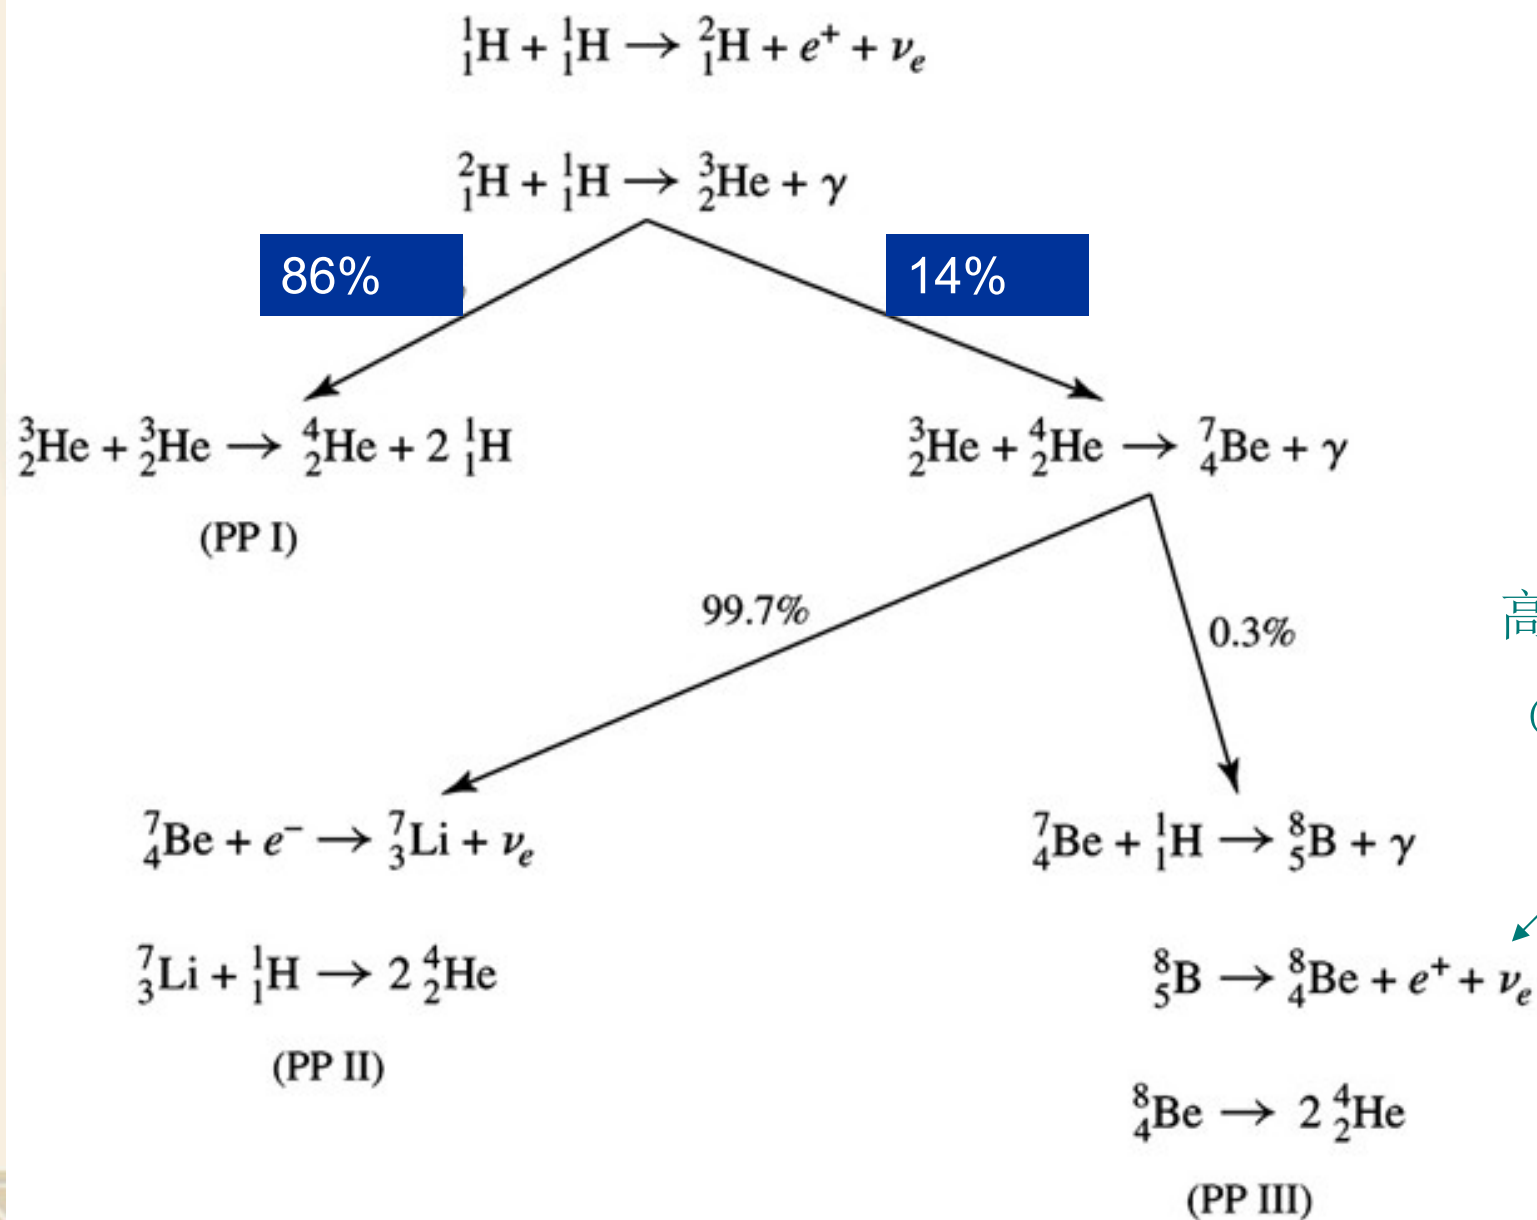 ¹₁H + ¹₁H → ²₁H + e⁺ + νₑ
²₁H + ¹₁H → ³₂He + γ
86%
14%
³₂He + ³₂He → ⁴₂He + 2 ¹₁H
(PP I)
³₂He + ⁴₂He → ⁷₄Be + γ
99.7%
0.3%
高
(
⁷₄Be + e⁻ → ⁷₃Li + νₑ
⁷₃Li + ¹₁H → 2 ⁴₂He
(PP II)
⁷₄Be + ¹₁H → ⁸₅B + γ
⁸₅B → ⁸₄Be + e⁺ + νₑ
⁸₄Be → 2 ⁴₂He
(PP III)